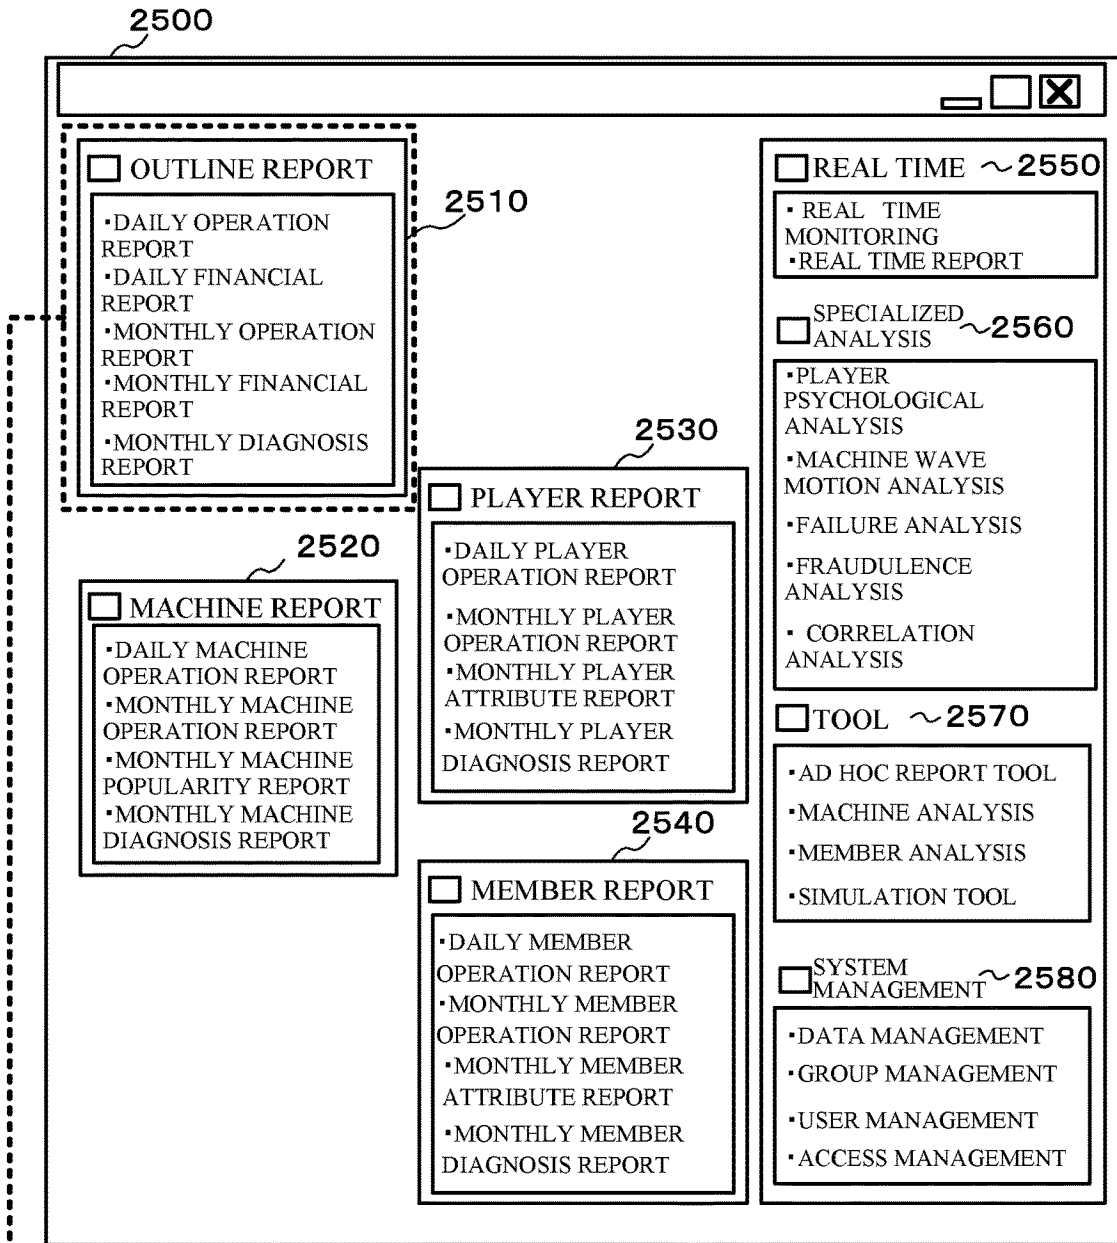 2500
OUTLINE REPORT
・DAILY OPERATION
REPORT
・DAILY FINANCIAL
REPORT
・MONTHLY OPERATION
REPORT
・MONTHLY FINANCIAL
REPORT
・MONTHLY DIAGNOSIS
REPORT
2510
2520
MACHINE REPORT
・DAILY MACHINE
OPERATION REPORT
・MONTHLY MACHINE
OPERATION REPORT
・MONTHLY MACHINE
POPULARITY REPORT
・MONTHLY MACHINE
DIAGNOSIS REPORT
2530
PLAYER REPORT
・DAILY PLAYER
OPERATION REPORT
・MONTHLY PLAYER
OPERATION REPORT
・MONTHLY PLAYER
ATTRIBUTE REPORT
・MONTHLY PLAYER
DIAGNOSIS REPORT
2540
MEMBER REPORT
・DAILY MEMBER
OPERATION REPORT
・MONTHLY MEMBER
OPERATION REPORT
・MONTHLY MEMBER
ATTRIBUTE REPORT
・MONTHLY MEMBER
DIAGNOSIS REPORT
REAL TIME ~2550
・REAL TIME
MONITORING
・REAL TIME REPORT
SPECIALIZED
ANALYSIS ~2560
・PLAYER
PSYCHOLOGICAL
ANALYSIS
・MACHINE WAVE
MOTION ANALYSIS
・FAILURE ANALYSIS
・FRAUDULENCE
ANALYSIS
・CORRELATION
ANALYSIS
TOOL ~2570
・AD HOC REPORT TOOL
・MACHINE ANALYSIS
・MEMBER ANALYSIS
・SIMULATION TOOL
SYSTEM
MANAGEMENT ~2580
・DATA MANAGEMENT
・GROUP MANAGEMENT
・USER MANAGEMENT
・ACCESS MANAGEMENT